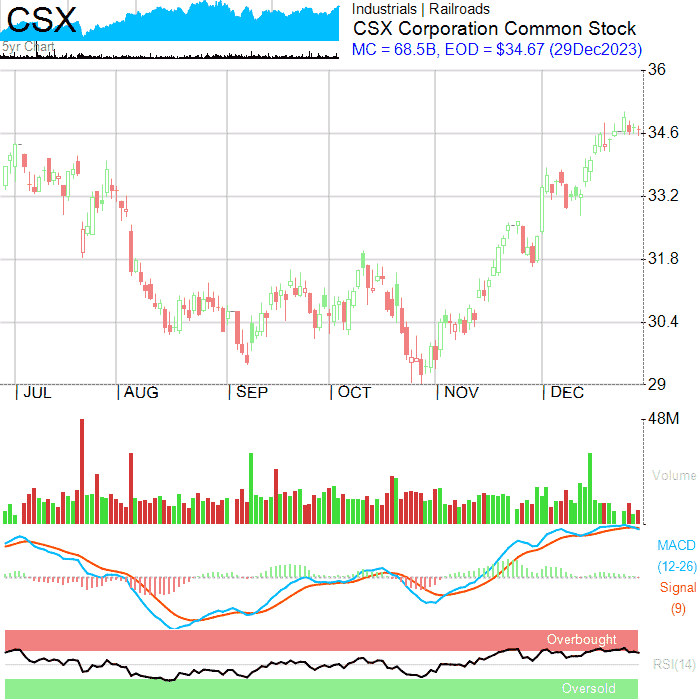 CSX
5yr Chart
Industrials | Railroads
CSX Corporation Common Stock
MC = 68.5B, EOD = $34.67 (29Dec2023)
36
34.6
33.2
31.8
30.4
29
JUL AUG SEP OCT NOV DEC
48M
Volume
MACD
(12-26)
Signal
(9)
Overbought
RSI(14)
Oversold